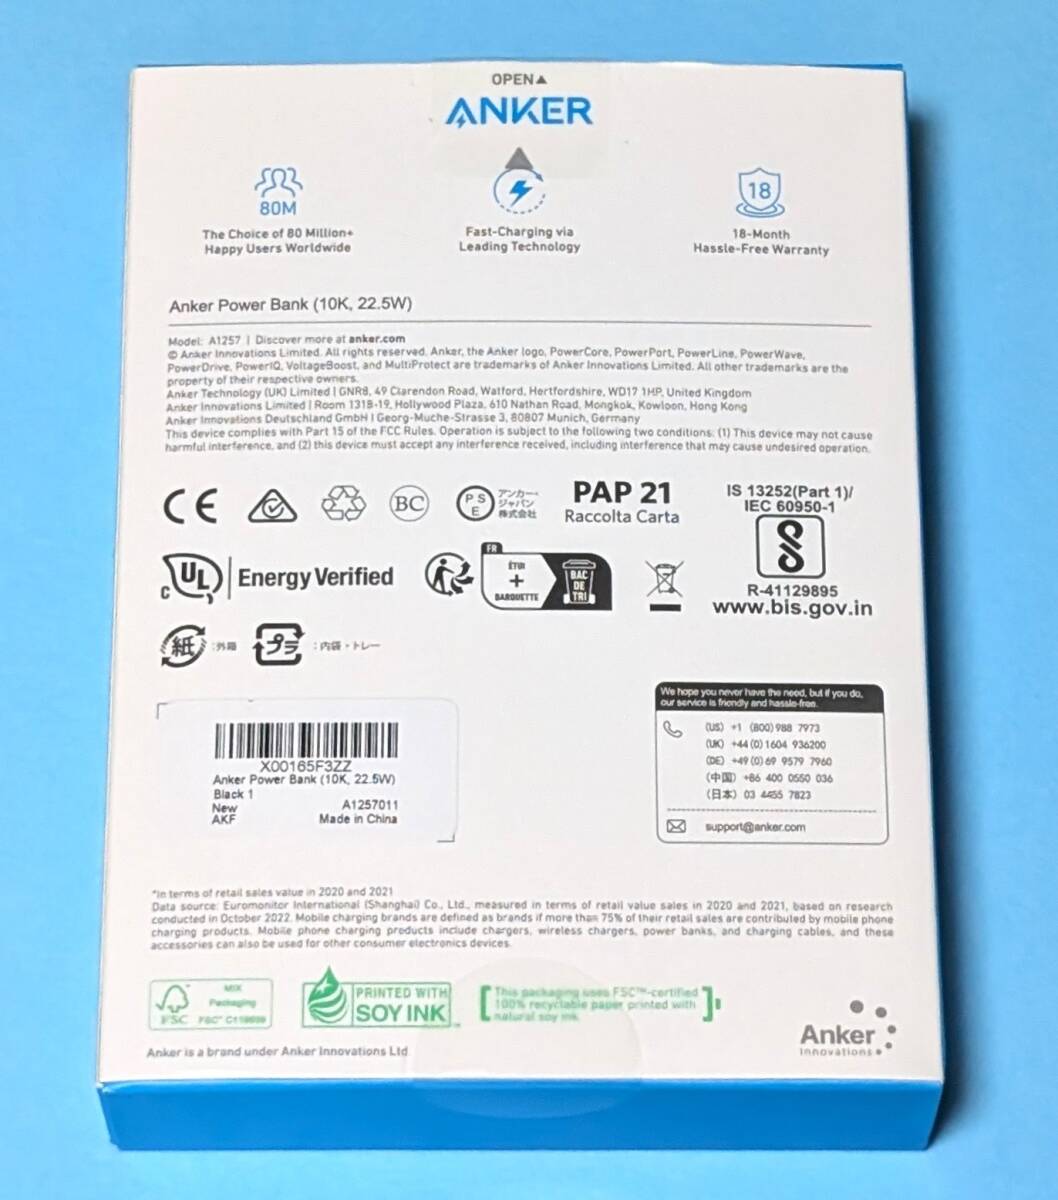 OPEN▲
ANKER
80M
The Choice of 80 Million+
Happy Users Worldwide
Fast-Charging via
Leading Technology
18
18-Month
Hassle-Free Warranty
Anker Power Bank (10K, 22.5W)
Model: A1257 | Discover more at anker.com
© Anker Innovations Limited. All rights reserved. Anker, the Anker logo, PowerCore, PowerPort, PowerLine, PowerWave,
PowerDrive, PowerIQ, VoltageBoost, and MultiProtect are trademarks of Anker Innovations Limited. All other trademarks are the
property of their respective owners.
Anker Technology (UK) Limited | GNR8, 49 Clarendon Road, Watford, Hertfordshire, WD17 1HP, United Kingdom
Anker Innovations Limited | Room 1318-19, Hollywood Plaza, 610 Nathan Road, Mongkok, Kowloon, Hong Kong
Anker Innovations Deutschland GmbH | Georg-Muche-Strasse 3, 80807 Munich, Germany
This device complies with Part 15 of the FCC Rules. Operation is subject to the following two conditions: (1) This device may not cause
harmful interference, and (2) this device must accept any interference received, including interference that may cause undesired operation.
CE
BC
PSE
アンカー・
ジャパン
株式会社
PAP 21
Raccolta Carta
IS 13252(Part 1)/
IEC 60950-1
R-41129895
www.bis.gov.in
c UL Energy Verified
FR
ÉTUI
+
BARQUETTE
BAC
DE
TRI
紙 :外箱
プラ :内袋・トレー
We hope you never have the need, but if you do,
our service is friendly and hassle-free.
(US) +1 (800) 988 7973
(UK) +44 (0) 1604 936200
(DE) +49 (0) 69 9579 7960
(中国) +86 400 0550 036
(日本) 03 4455 7823
support@anker.com
X00165F3ZZ
Anker Power Bank (10K, 22.5W)
Black 1
New A1257011
AKF Made in China
*In terms of retail sales value in 2020 and 2021
Data source: Euromonitor International (Shanghai) Co., Ltd., measured in terms of retail value sales in 2020 and 2021, based on research
conducted in October 2022. Mobile charging brands are defined as brands if more than 75% of their retail sales are contributed by mobile phone
charging products. Mobile phone charging products include chargers, wireless chargers, power banks, and charging cables, and these
accessories can also be used for other consumer electronics devices.
FSC
MIX
Packaging
PRINTED WITH
SOY INK™
This packaging uses FSC™-certified
100% recyclable paper printed with
natural soy ink
Anker is a brand under Anker Innovations Ltd
Anker
Innovations